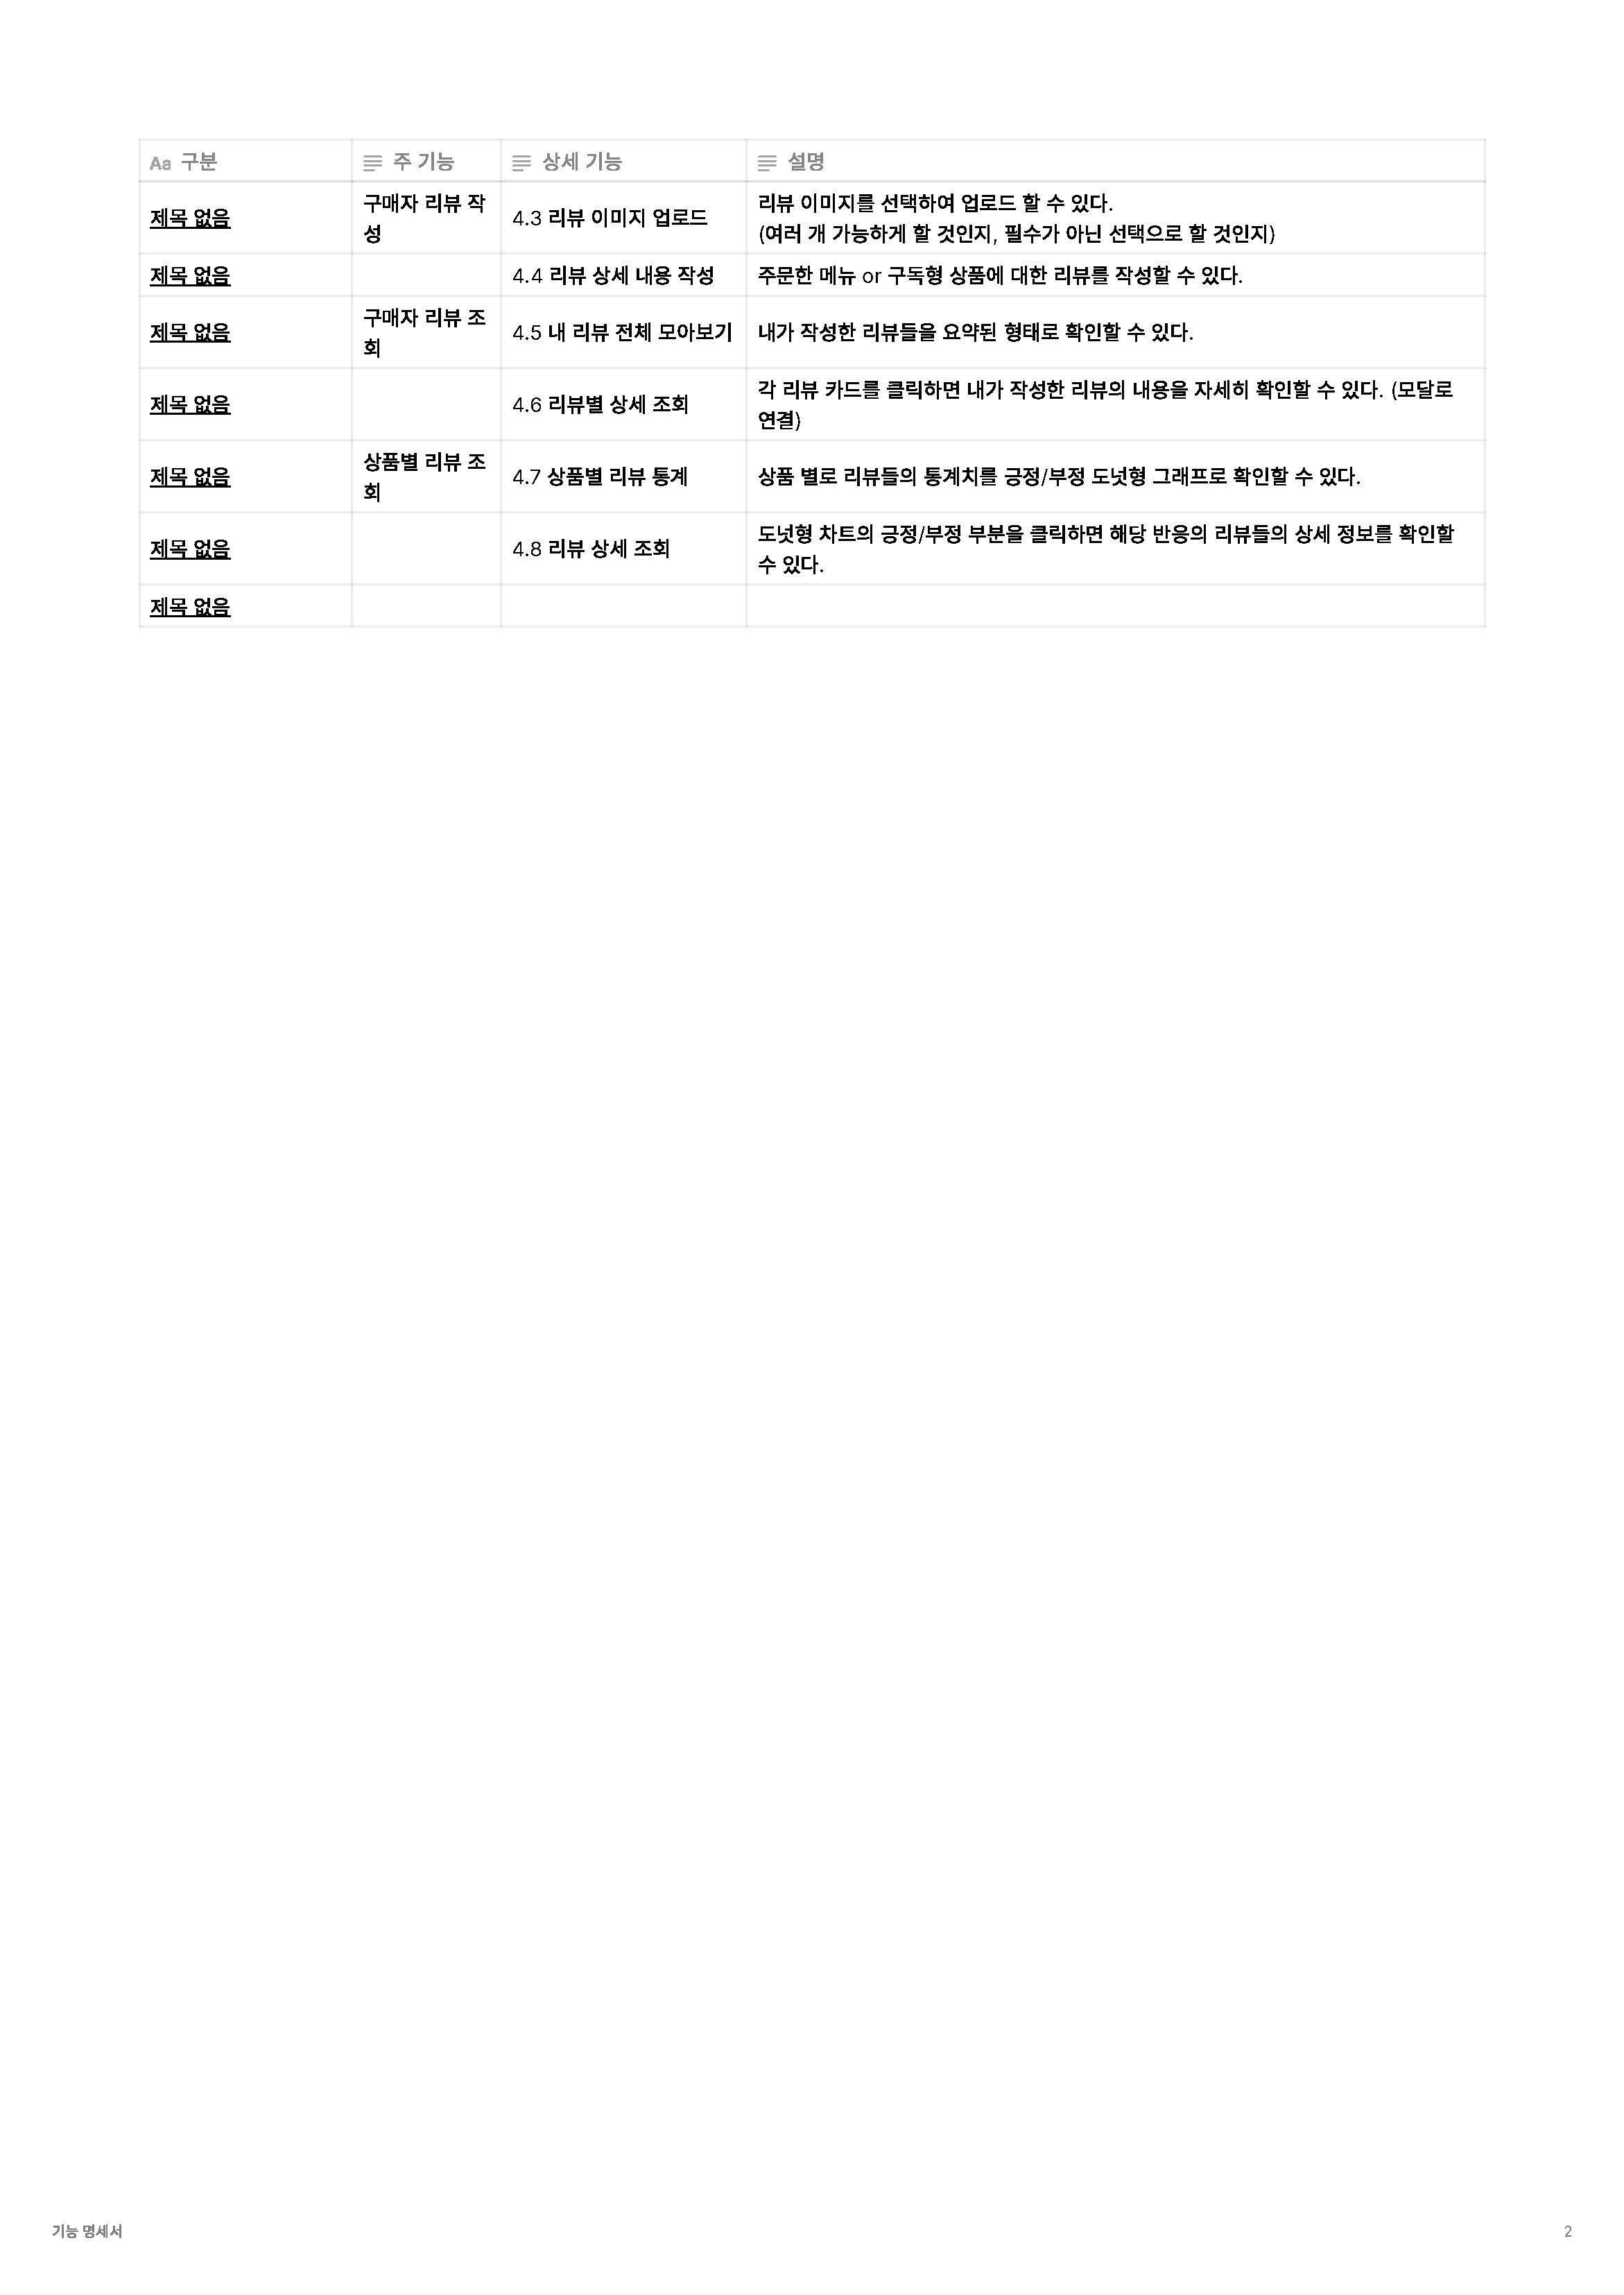 Aa 구분 주 기능 상세 기능 설명
제목 없음 구매자 리뷰 작성 4.3 리뷰 이미지 업로드 리뷰 이미지를 선택하여 업로드 할 수 있다.
(여러 개 가능하게 할 것인지, 필수가 아닌 선택으로 할 것인지)
제목 없음 4.4 리뷰 상세 내용 작성 주문한 메뉴 or 구독형 상품에 대한 리뷰를 작성할 수 있다.
제목 없음 구매자 리뷰 조회 4.5 내 리뷰 전체 모아보기 내가 작성한 리뷰들을 요약된 형태로 확인할 수 있다.
제목 없음 4.6 리뷰별 상세 조회 각 리뷰 카드를 클릭하면 내가 작성한 리뷰의 내용을 자세히 확인할 수 있다. (모달로
연결)
제목 없음 상품별 리뷰 조회 4.7 상품별 리뷰 통계 상품 별로 리뷰들의 통계치를 긍정/부정 도넛형 그래프로 확인할 수 있다.
제목 없음 4.8 리뷰 상세 조회 도넛형 차트의 긍정/부정 부분을 클릭하면 해당 반응의 리뷰들의 상세 정보를 확인할
수 있다.
제목 없음
기능 명세서 2